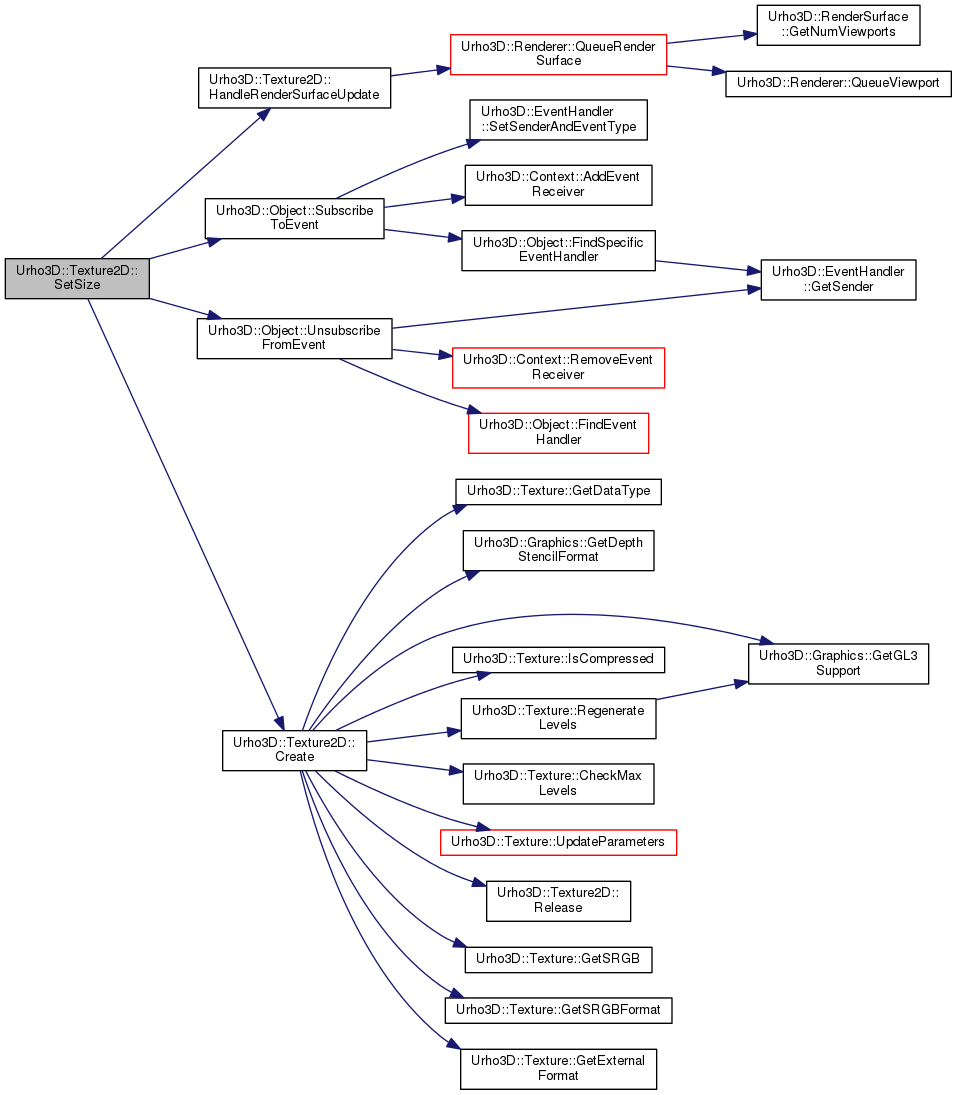 Urho3D::Texture2D::
SetSize
Urho3D::Texture2D::
HandleRenderSurfaceUpdate
Urho3D::Renderer::QueueRender
Surface
Urho3D::RenderSurface
::GetNumViewports
Urho3D::Renderer::QueueViewport
Urho3D::Object::Subscribe
ToEvent
Urho3D::EventHandler
::SetSenderAndEventType
Urho3D::Context::AddEvent
Receiver
Urho3D::Object::FindSpecific
EventHandler
Urho3D::EventHandler
::GetSender
Urho3D::Object::Unsubscribe
FromEvent
Urho3D::Context::RemoveEvent
Receiver
Urho3D::Object::FindEvent
Handler
Urho3D::Texture2D::
Create
Urho3D::Texture::GetDataType
Urho3D::Graphics::GetDepth
StencilFormat
Urho3D::Graphics::GetGL3
Support
Urho3D::Texture::IsCompressed
Urho3D::Texture::Regenerate
Levels
Urho3D::Texture::CheckMax
Levels
Urho3D::Texture::UpdateParameters
Urho3D::Texture2D::
Release
Urho3D::Texture::GetSRGB
Urho3D::Texture::GetSRGBFormat
Urho3D::Texture::GetExternal
Format